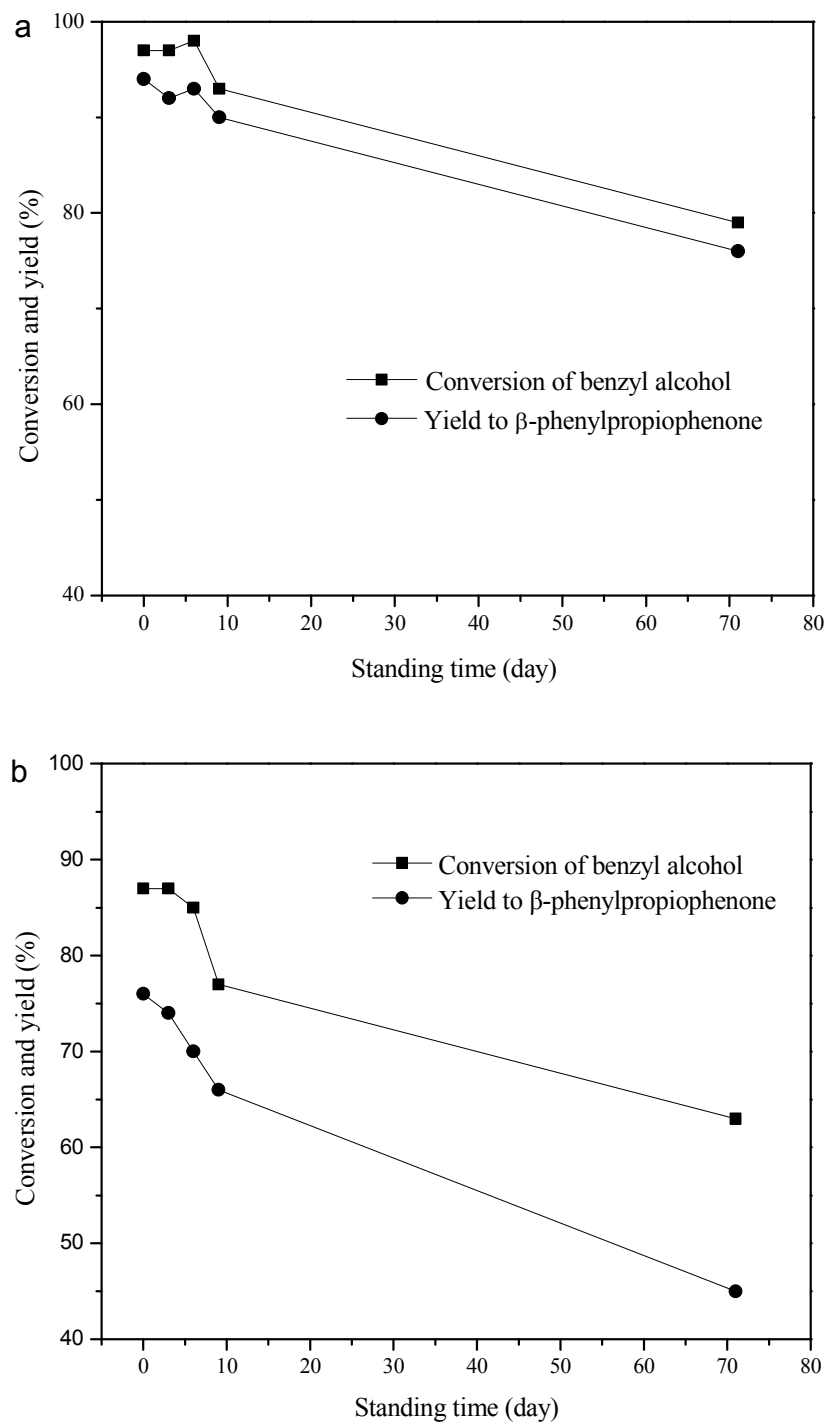 a
100
80
60
40
Conversion and yield (%)
Conversion of benzyl alcohol
Yield to β-phenylpropiophenone
0 10 20 30 40 50 60 70 80
Standing time (day)
b
100
90
80
70
60
50
40
Conversion and yield (%)
Conversion of benzyl alcohol
Yield to β-phenylpropiophenone
0 10 20 30 40 50 60 70 80
Standing time (day)